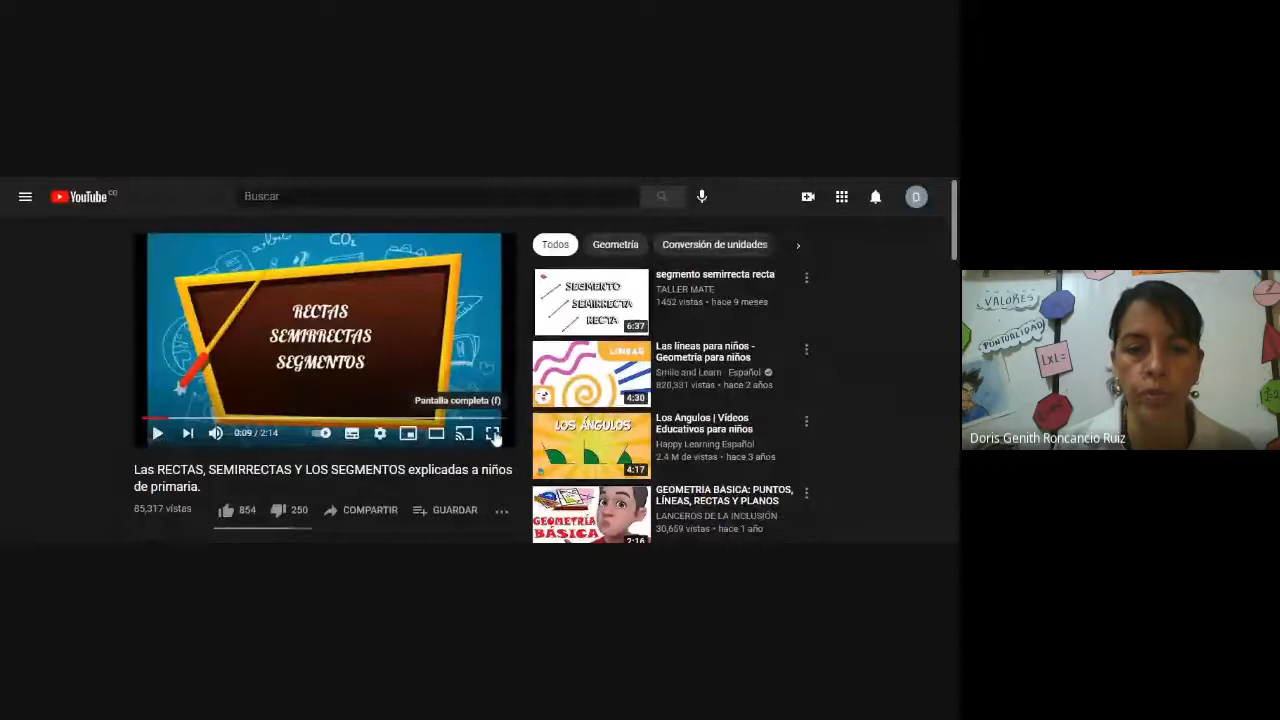 YouTube CO
Buscar
CO2
RECTAS
SEMIRRECTAS
SEGMENTOS
Pantalla completa (f)
0:09 / 2:14
Las RECTAS, SEMIRRECTAS Y LOS SEGMENTOS explicadas a niños
de primaria.
85,317 vistas
854
250
COMPARTIR
GUARDAR
Todos
Geometría
Conversión de unidades
SEGMENTO
SEMIRRECTA
RECTA
6:37
segmento semirrecta recta
TALLER MATE
1452 vistas • hace 9 meses
LÍNEAS
4:30
Las líneas para niños -
Geometría para niños
Smile and Learn - Español
hace 2 años
LOS ÁNGULOS
4:17
Los Ángulos | Vídeos
Educativos para niños
Happy Learning Español
2.4 M de vistas • hace 3 años
GEOMETRÍA
BÁSICA
2:16
GEOMETRÍA BÁSICA: PUNTOS,
LÍNEAS, RECTAS Y PLANOS
LANCEROS DE LA INCLUSIÓN
30,659 vistas • hace 1 año
D
VALORES
PUNTUALIDAD
LXL=
Doris Genith Roncancio Ruiz